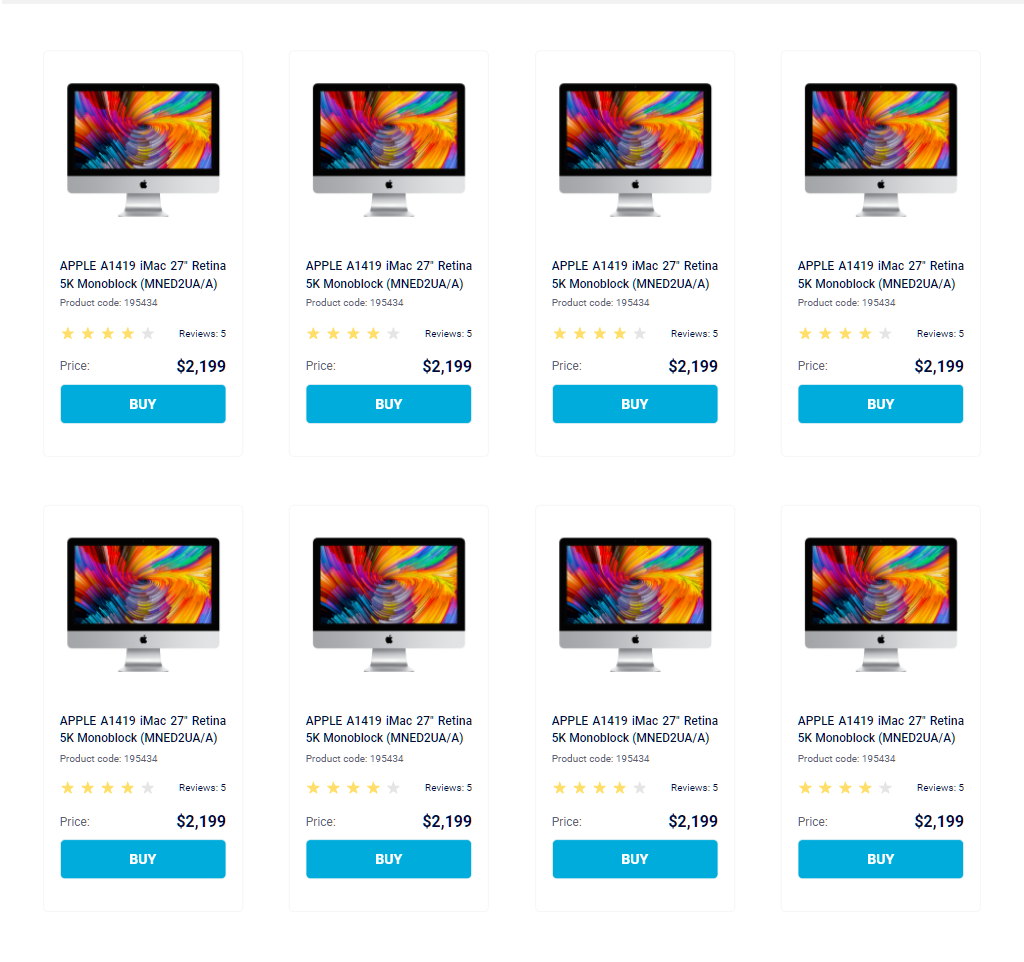 APPLE A1419 iMac 27" Retina
5K Monoblock (MNED2UA/A)
Product code: 195434
Reviews: 5
Price: $2,199
BUY
APPLE A1419 iMac 27" Retina
5K Monoblock (MNED2UA/A)
Product code: 195434
Reviews: 5
Price: $2,199
BUY
APPLE A1419 iMac 27" Retina
5K Monoblock (MNED2UA/A)
Product code: 195434
Reviews: 5
Price: $2,199
BUY
APPLE A1419 iMac 27" Retina
5K Monoblock (MNED2UA/A)
Product code: 195434
Reviews: 5
Price: $2,199
BUY
APPLE A1419 iMac 27" Retina
5K Monoblock (MNED2UA/A)
Product code: 195434
Reviews: 5
Price: $2,199
BUY
APPLE A1419 iMac 27" Retina
5K Monoblock (MNED2UA/A)
Product code: 195434
Reviews: 5
Price: $2,199
BUY
APPLE A1419 iMac 27" Retina
5K Monoblock (MNED2UA/A)
Product code: 195434
Reviews: 5
Price: $2,199
BUY
APPLE A1419 iMac 27" Retina
5K Monoblock (MNED2UA/A)
Product code: 195434
Reviews: 5
Price: $2,199
BUY